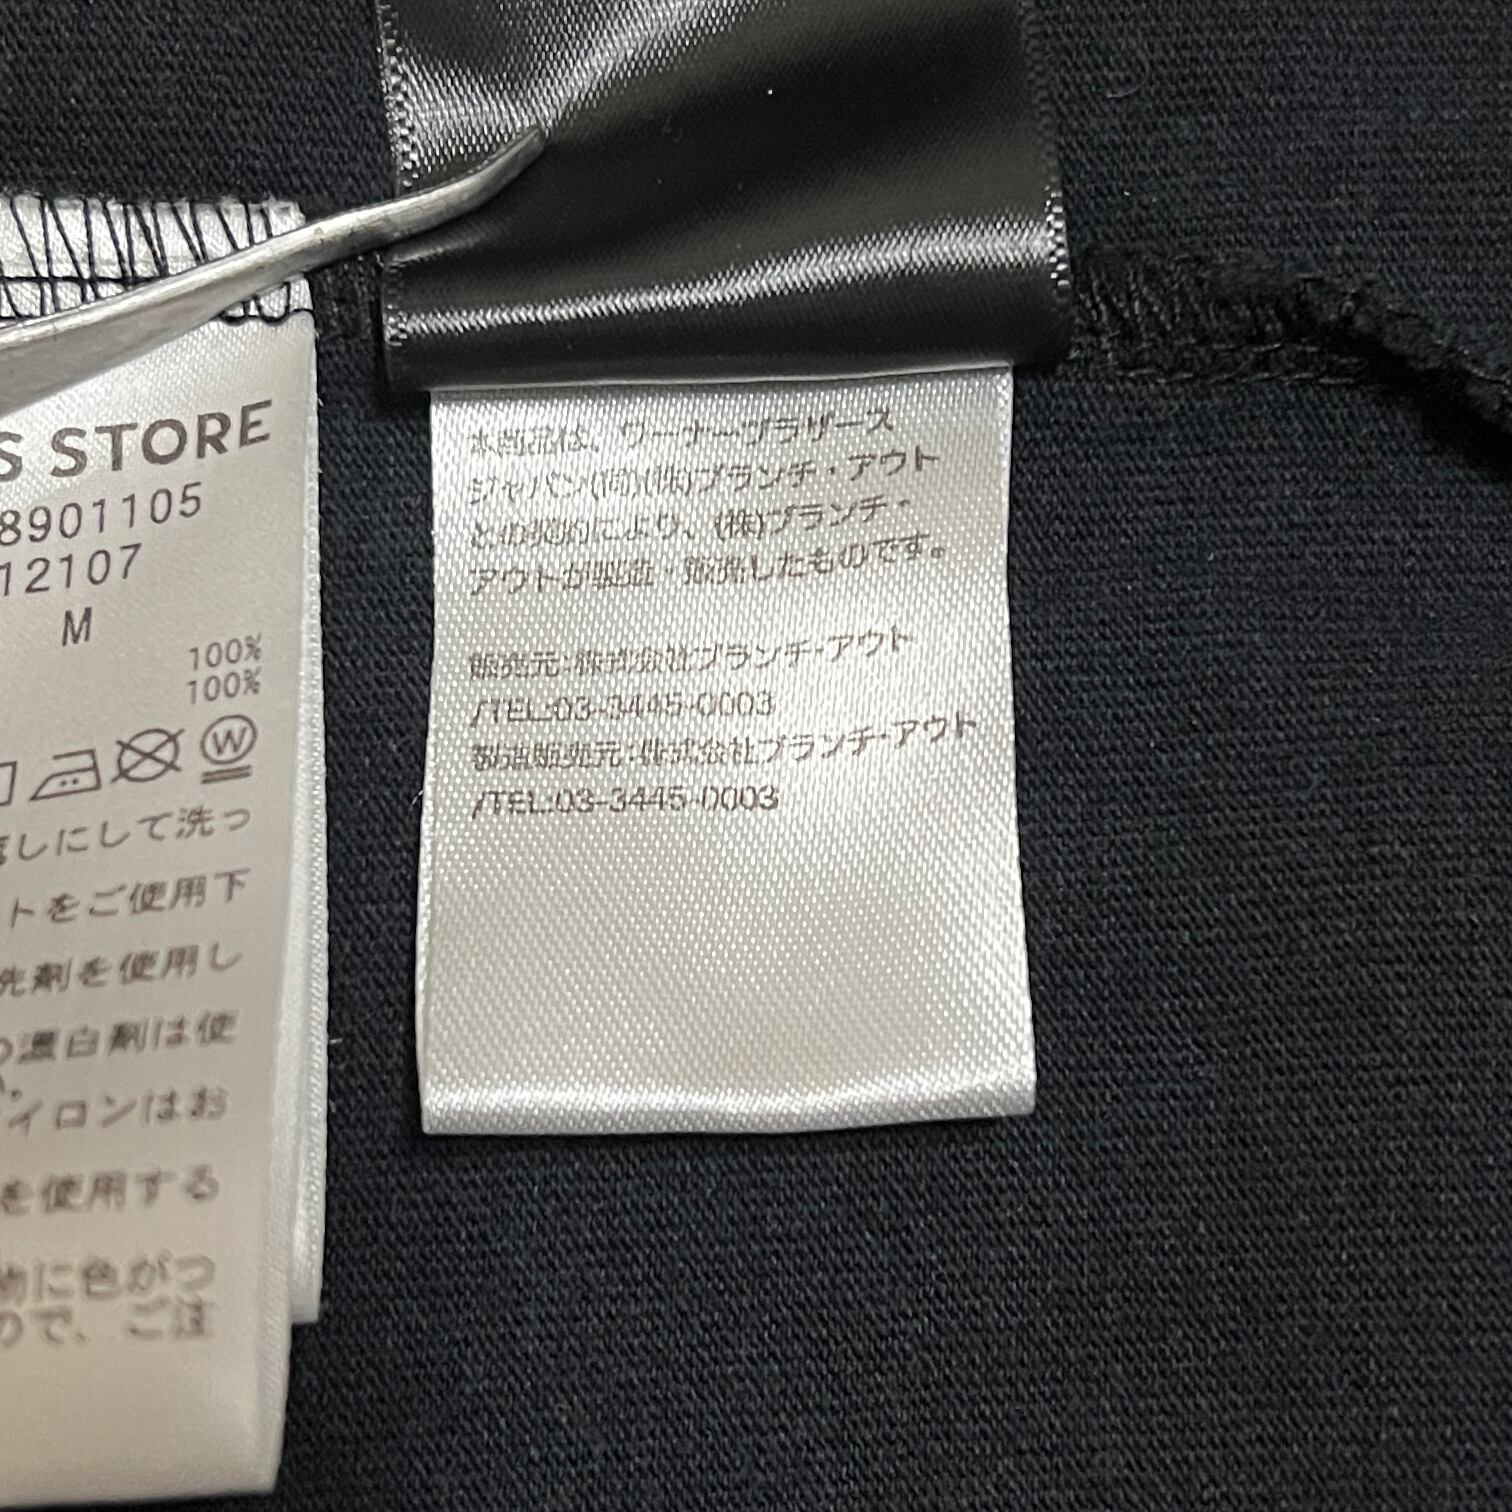 S STORE
8901105
12107
M
100%
100%
W
しにして洗っ
トをご使用下
洗剤を使用し
漂白剤は使
イロンはお
を使用する
物に色がつ
ので、ご注
本商品は、ワーナーブラザース
ジャパン(同)(株)ブランチ・アウト
との契約により、(株)ブランチ・
アウトが製造・販売したものです。
販売元:株式会社ブランチ・アウト
/TEL:03-3445-0003
製造販売元:株式会社ブランチ・アウト
/TEL:03-3445-0003